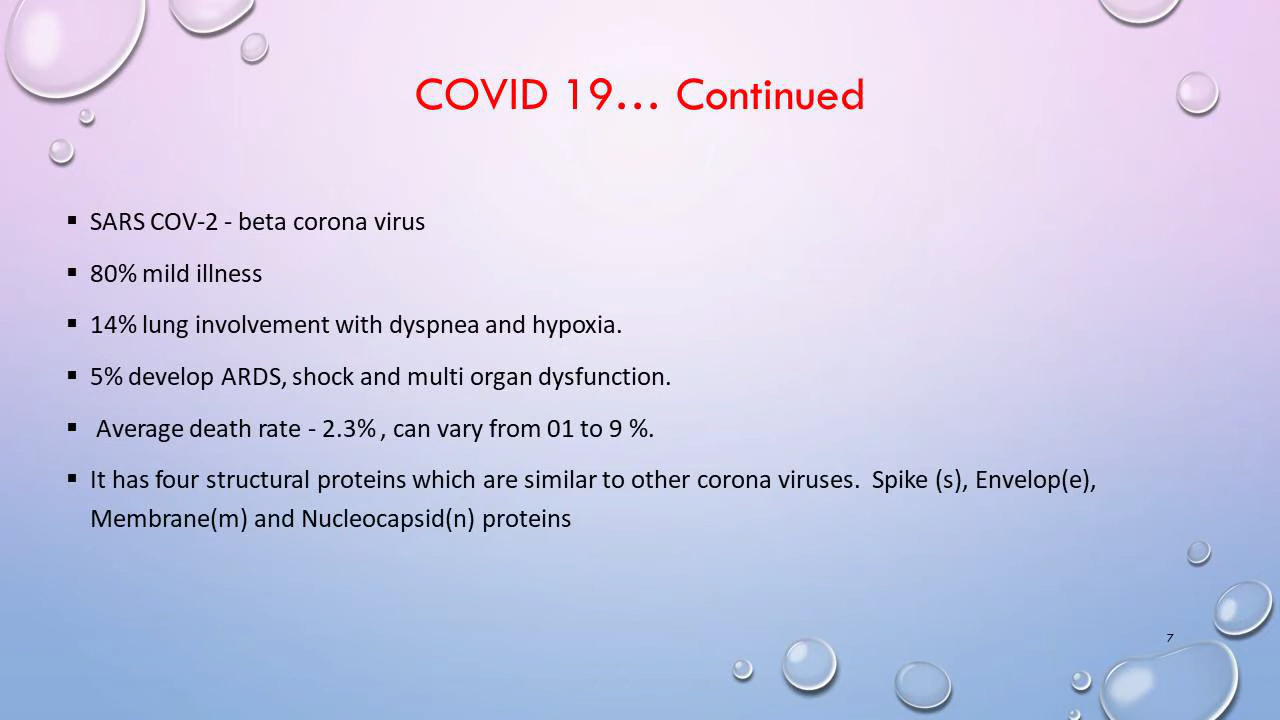 COVID 19... Continued
▪ SARS COV-2 - beta corona virus
▪ 80% mild illness
▪ 14% lung involvement with dyspnea and hypoxia.
▪ 5% develop ARDS, shock and multi organ dysfunction.
▪ Average death rate - 2.3% , can vary from 01 to 9 %.
▪ It has four structural proteins which are similar to other corona viruses.  Spike (s), Envelop(e),
Membrane(m) and Nucleocapsid(n) proteins
7